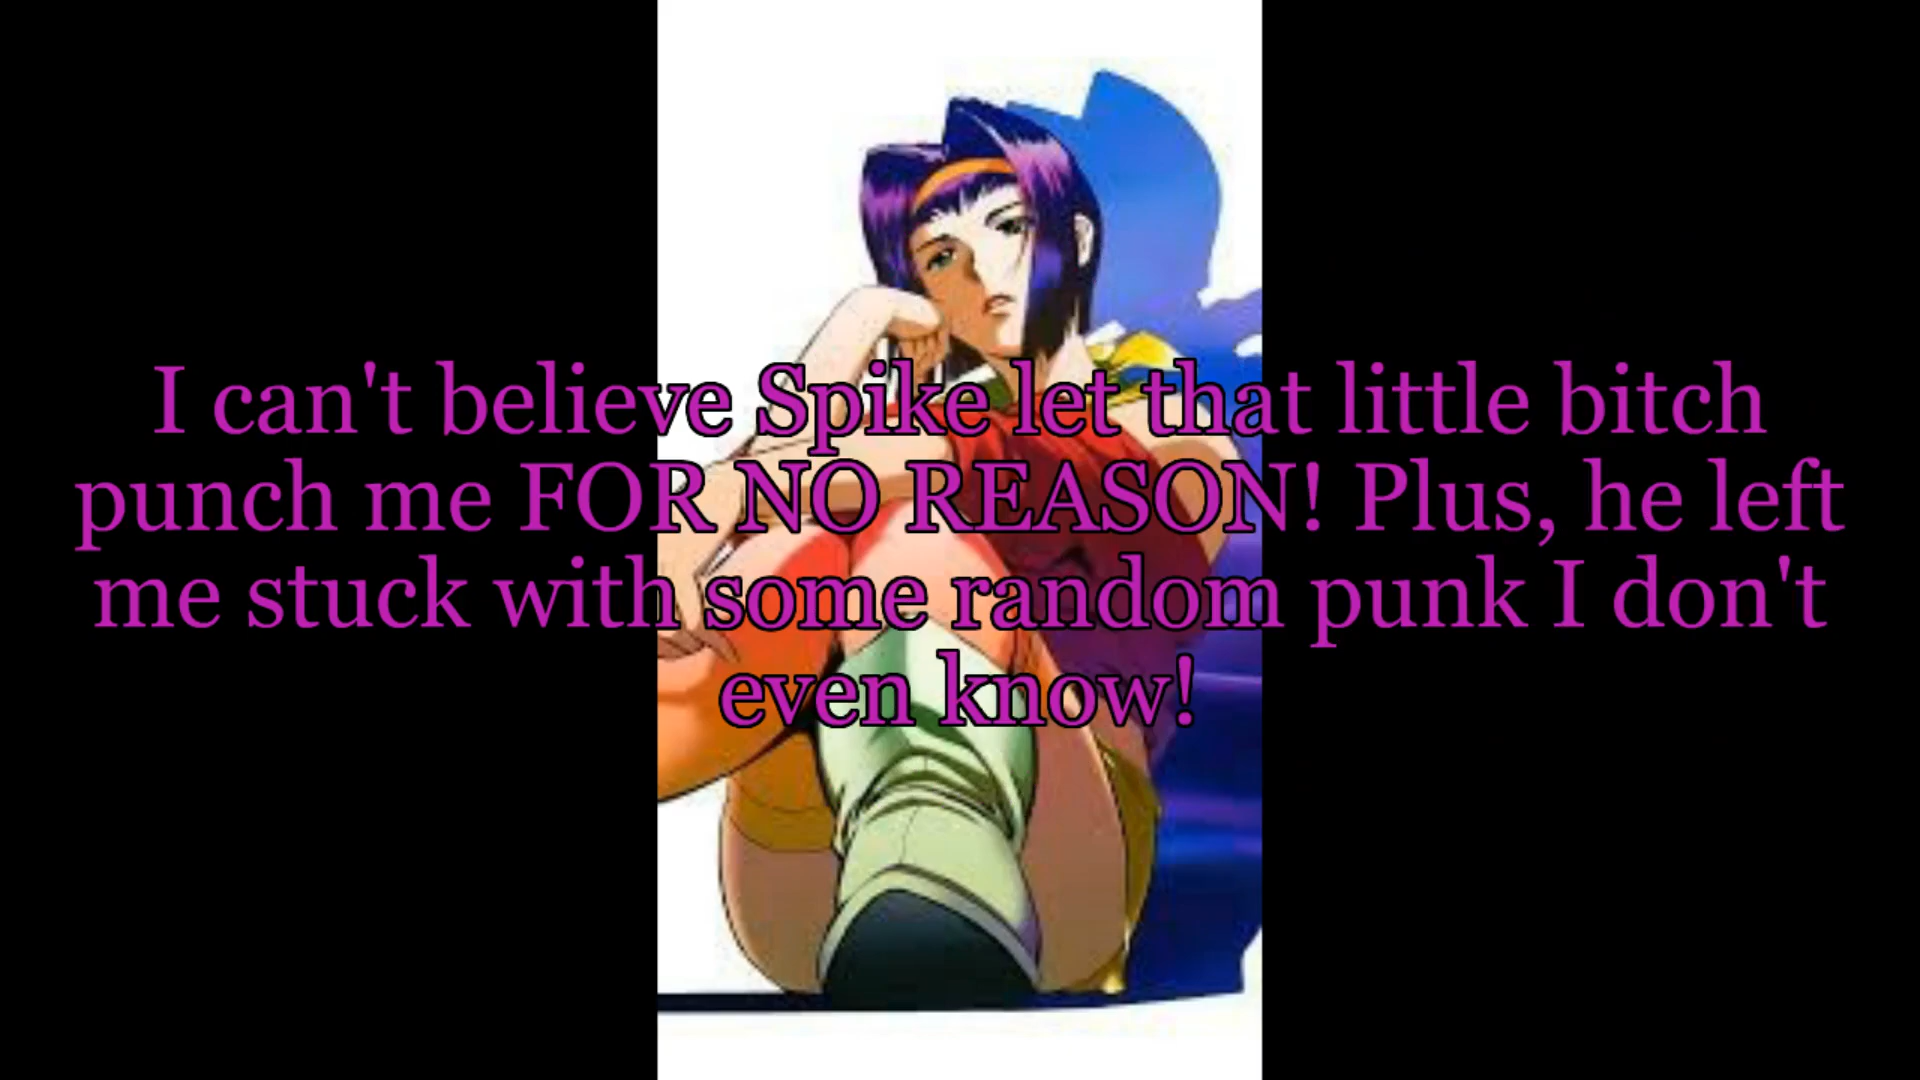 I can't believe Spike let that little bitch
punch me FOR NO REASON! Plus, he left
me stuck with some random punk I don't
even know!